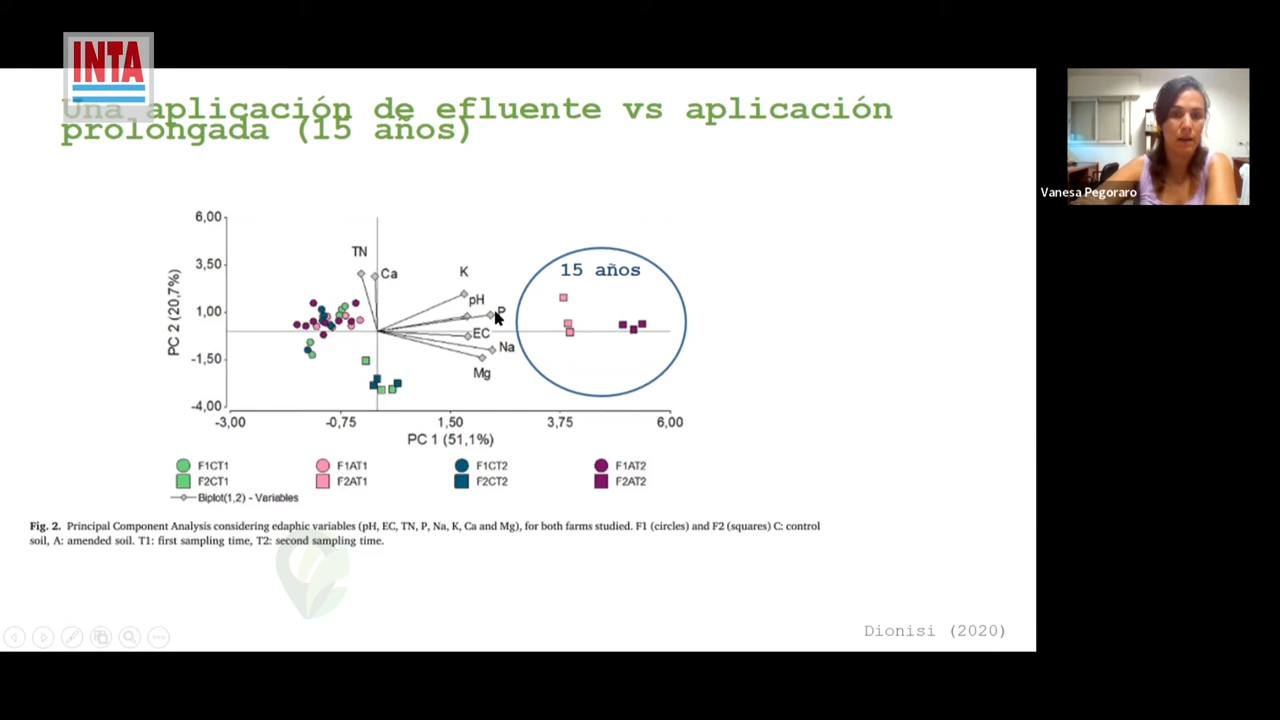 INTA
Una aplicación de efluente vs aplicación
prolongada (15 años)
Vanesa Pegoraro
6,00
3,50
1,00
-1,50
-4,00
PC 2 (20,7%)
TN
Ca
K
pH
P
EC
Na
Mg
15 años
-3,00 -0,75 1,50 3,75 6,00
PC 1 (51,1%)
F1CT1 F1AT1 F1CT2 F1AT2
F2CT1 F2AT1 F2CT2 F2AT2
Biplot(1,2) - Variables
Fig. 2. Principal Component Analysis considering edaphic variables (pH, EC, TN, P, Na, K, Ca and Mg), for both farms studied. F1 (circles) and F2 (squares) C: control
soil, A: amended soil. T1: first sampling time, T2: second sampling time.
Dionisi (2020)